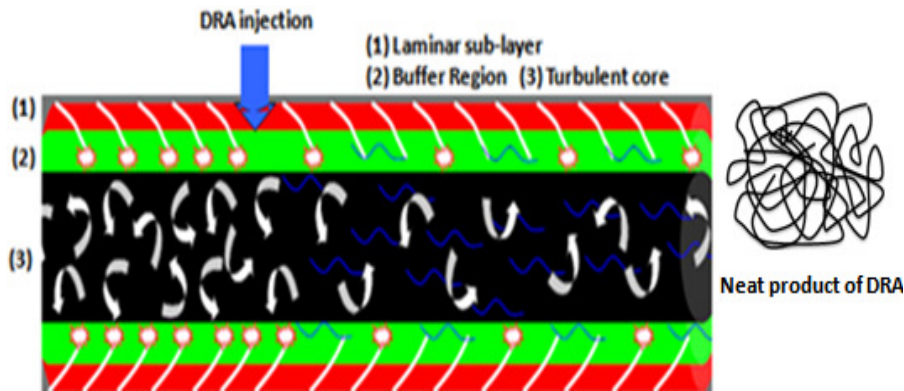 DRA injection
(1) Laminar sub-layer
(2) Buffer Region (3) Turbulent core
(1)
(2)
(3)
Neat product of DRA